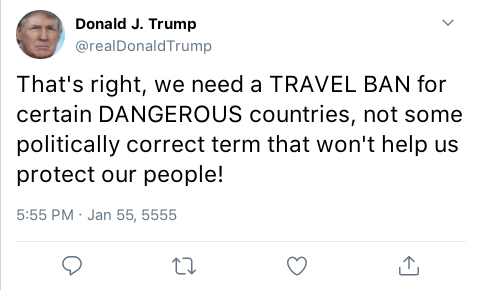 Donald J. Trump
@realDonaldTrump
That's right, we need a TRAVEL BAN for
certain DANGEROUS countries, not some
politically correct term that won't help us
protect our people!
5:55 PM · Jan 55, 5555